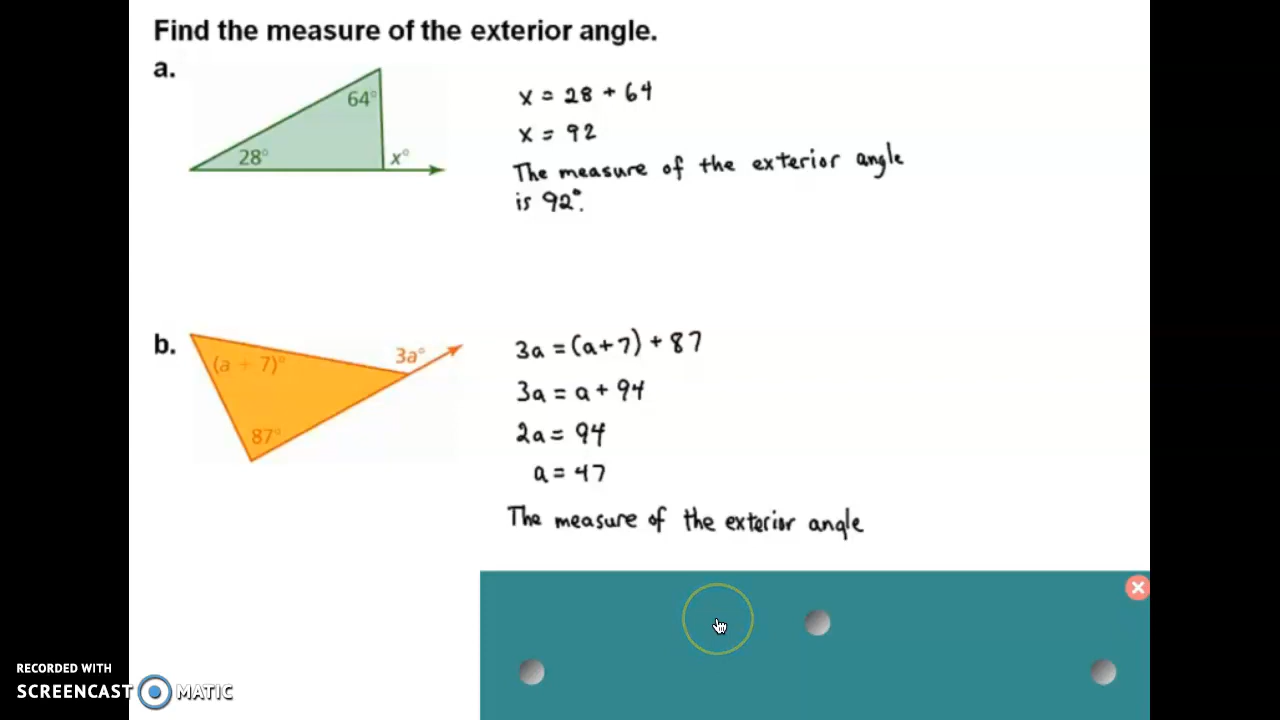 Find the measure of the exterior angle.
a.
64°
28°
x°
x = 28 + 64
x = 92
The measure of the exterior angle
is 92°.
b.
(a + 7)°
3a°
87°
3a = (a+7) + 87
3a = a + 94
2a = 94
a = 47
The measure of the exterior angle
RECORDED WITH
SCREENCAST MATIC